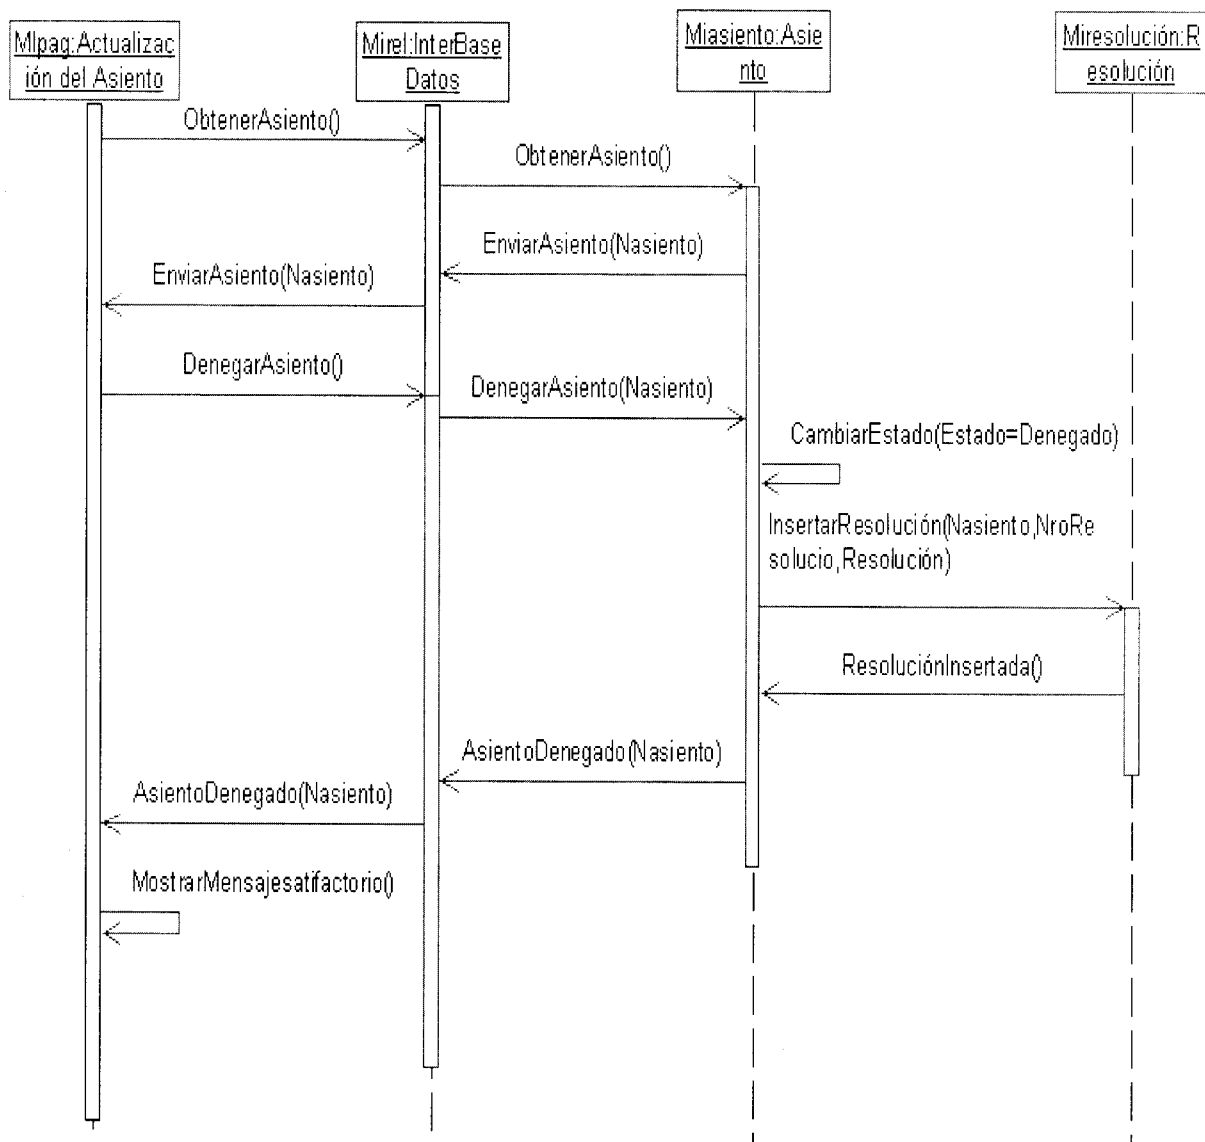 MIpag:Actualizac
ión del Asiento
Mirel:InterBase
Datos
Miasiento:Asie
nto
Miresolución:R
esolución
ObtenerAsiento()
ObtenerAsiento()
EnviarAsiento(Nasiento)
EnviarAsiento(Nasiento)
DenegarAsiento()
DenegarAsiento(Nasiento)
CambiarEstado(Estado=Denegado)
InsertarResolución(Nasiento,NroRe
solucio,Resolución)
ResoluciónInsertada()
AsientoDenegado(Nasiento)
AsientoDenegado(Nasiento)
MostrarMensajesatifactorio()